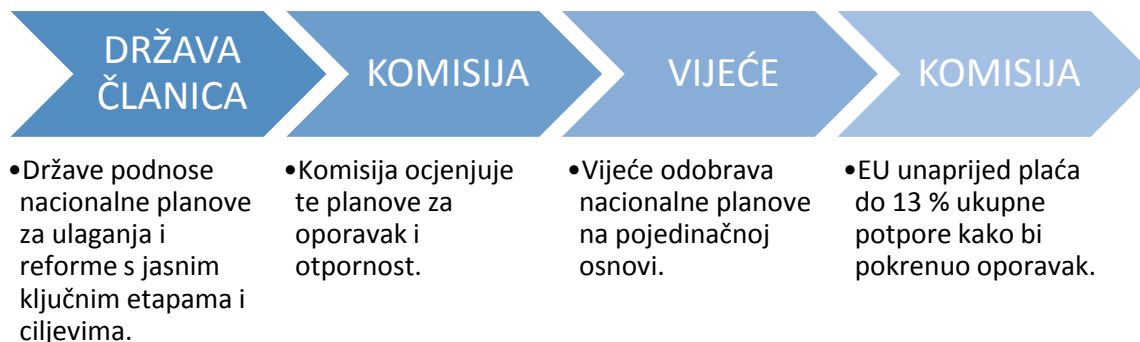 DRŽAVA
ČLANICA
•Države podnose
nacionalne planove
za ulaganja i
reforme s jasnim
ključnim etapama i
ciljevima.
KOMISIJA
•Komisija ocjenjuje
te planove za
oporavak i
otpornost.
VIJEĆE
•Vijeće odobrava
nacionalne planove
na pojedinačnoj
osnovi.
KOMISIJA
•EU unaprijed plaća
do 13 % ukupne
potpore kako bi
pokrenuo oporavak.